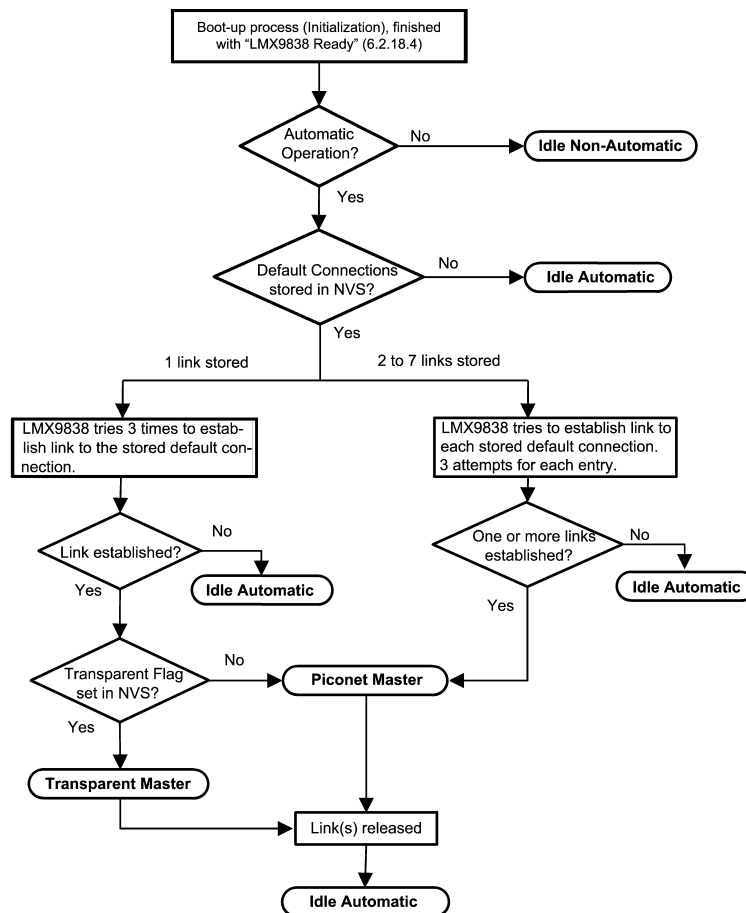 Boot-up process (Initialization), finished
with “LMX9838 Ready” (6.2.18.4)
Automatic
Operation?
No
Idle Non-Automatic
Yes
Default Connections
stored in NVS?
No
Idle Automatic
Yes
1 link stored
2 to 7 links stored
LMX9838 tries 3 times to estab-
lish link to the stored default con-
nection.
LMX9838 tries to establish link to
each stored default connection.
3 attempts for each entry.
Link established?
No
Idle Automatic
Yes
One or more links
established?
No
Idle Automatic
Yes
Transparent Flag
set in NVS?
No
Piconet Master
Yes
Transparent Master
Link(s) released
Idle Automatic